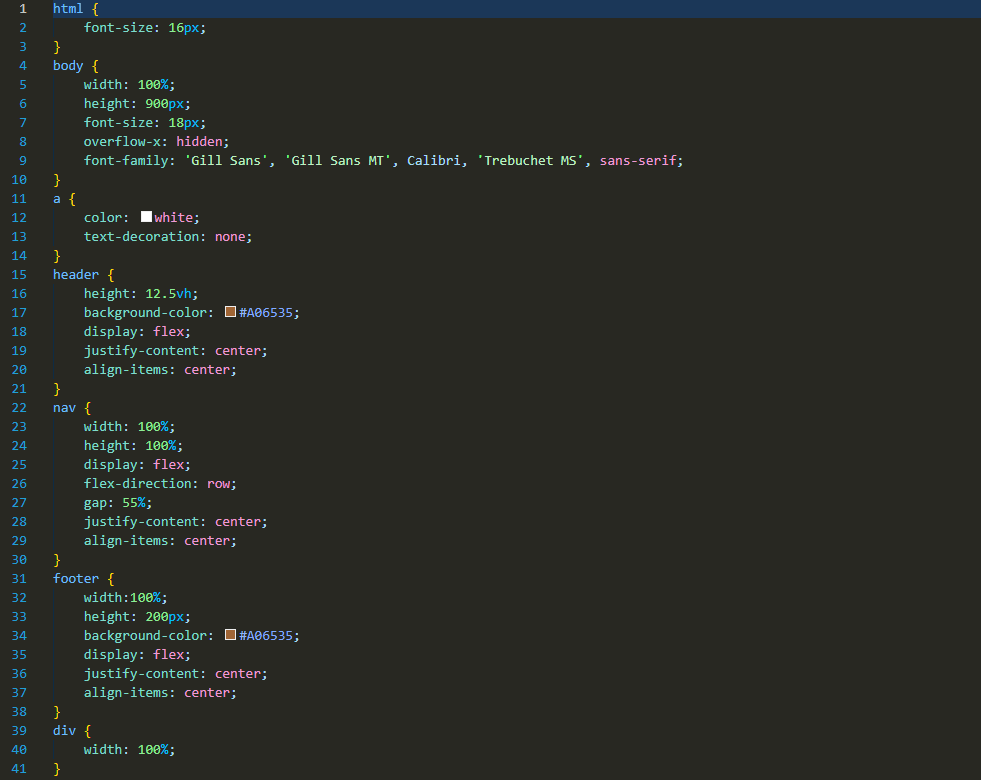 1 html {
2     font-size: 16px;
3 }
4 body {
5     width: 100%;
6     height: 900px;
7     font-size: 18px;
8     overflow-x: hidden;
9     font-family: 'Gill Sans', 'Gill Sans MT', Calibri, 'Trebuchet MS', sans-serif;
10 }
11 a {
12     color: white;
13     text-decoration: none;
14 }
15 header {
16     height: 12.5vh;
17     background-color: #A06535;
18     display: flex;
19     justify-content: center;
20     align-items: center;
21 }
22 nav {
23     width: 100%;
24     height: 100%;
25     display: flex;
26     flex-direction: row;
27     gap: 55%;
28     justify-content: center;
29     align-items: center;
30 }
31 footer {
32     width:100%;
33     height: 200px;
34     background-color: #A06535;
35     display: flex;
36     justify-content: center;
37     align-items: center;
38 }
39 div {
40     width: 100%;
41 }